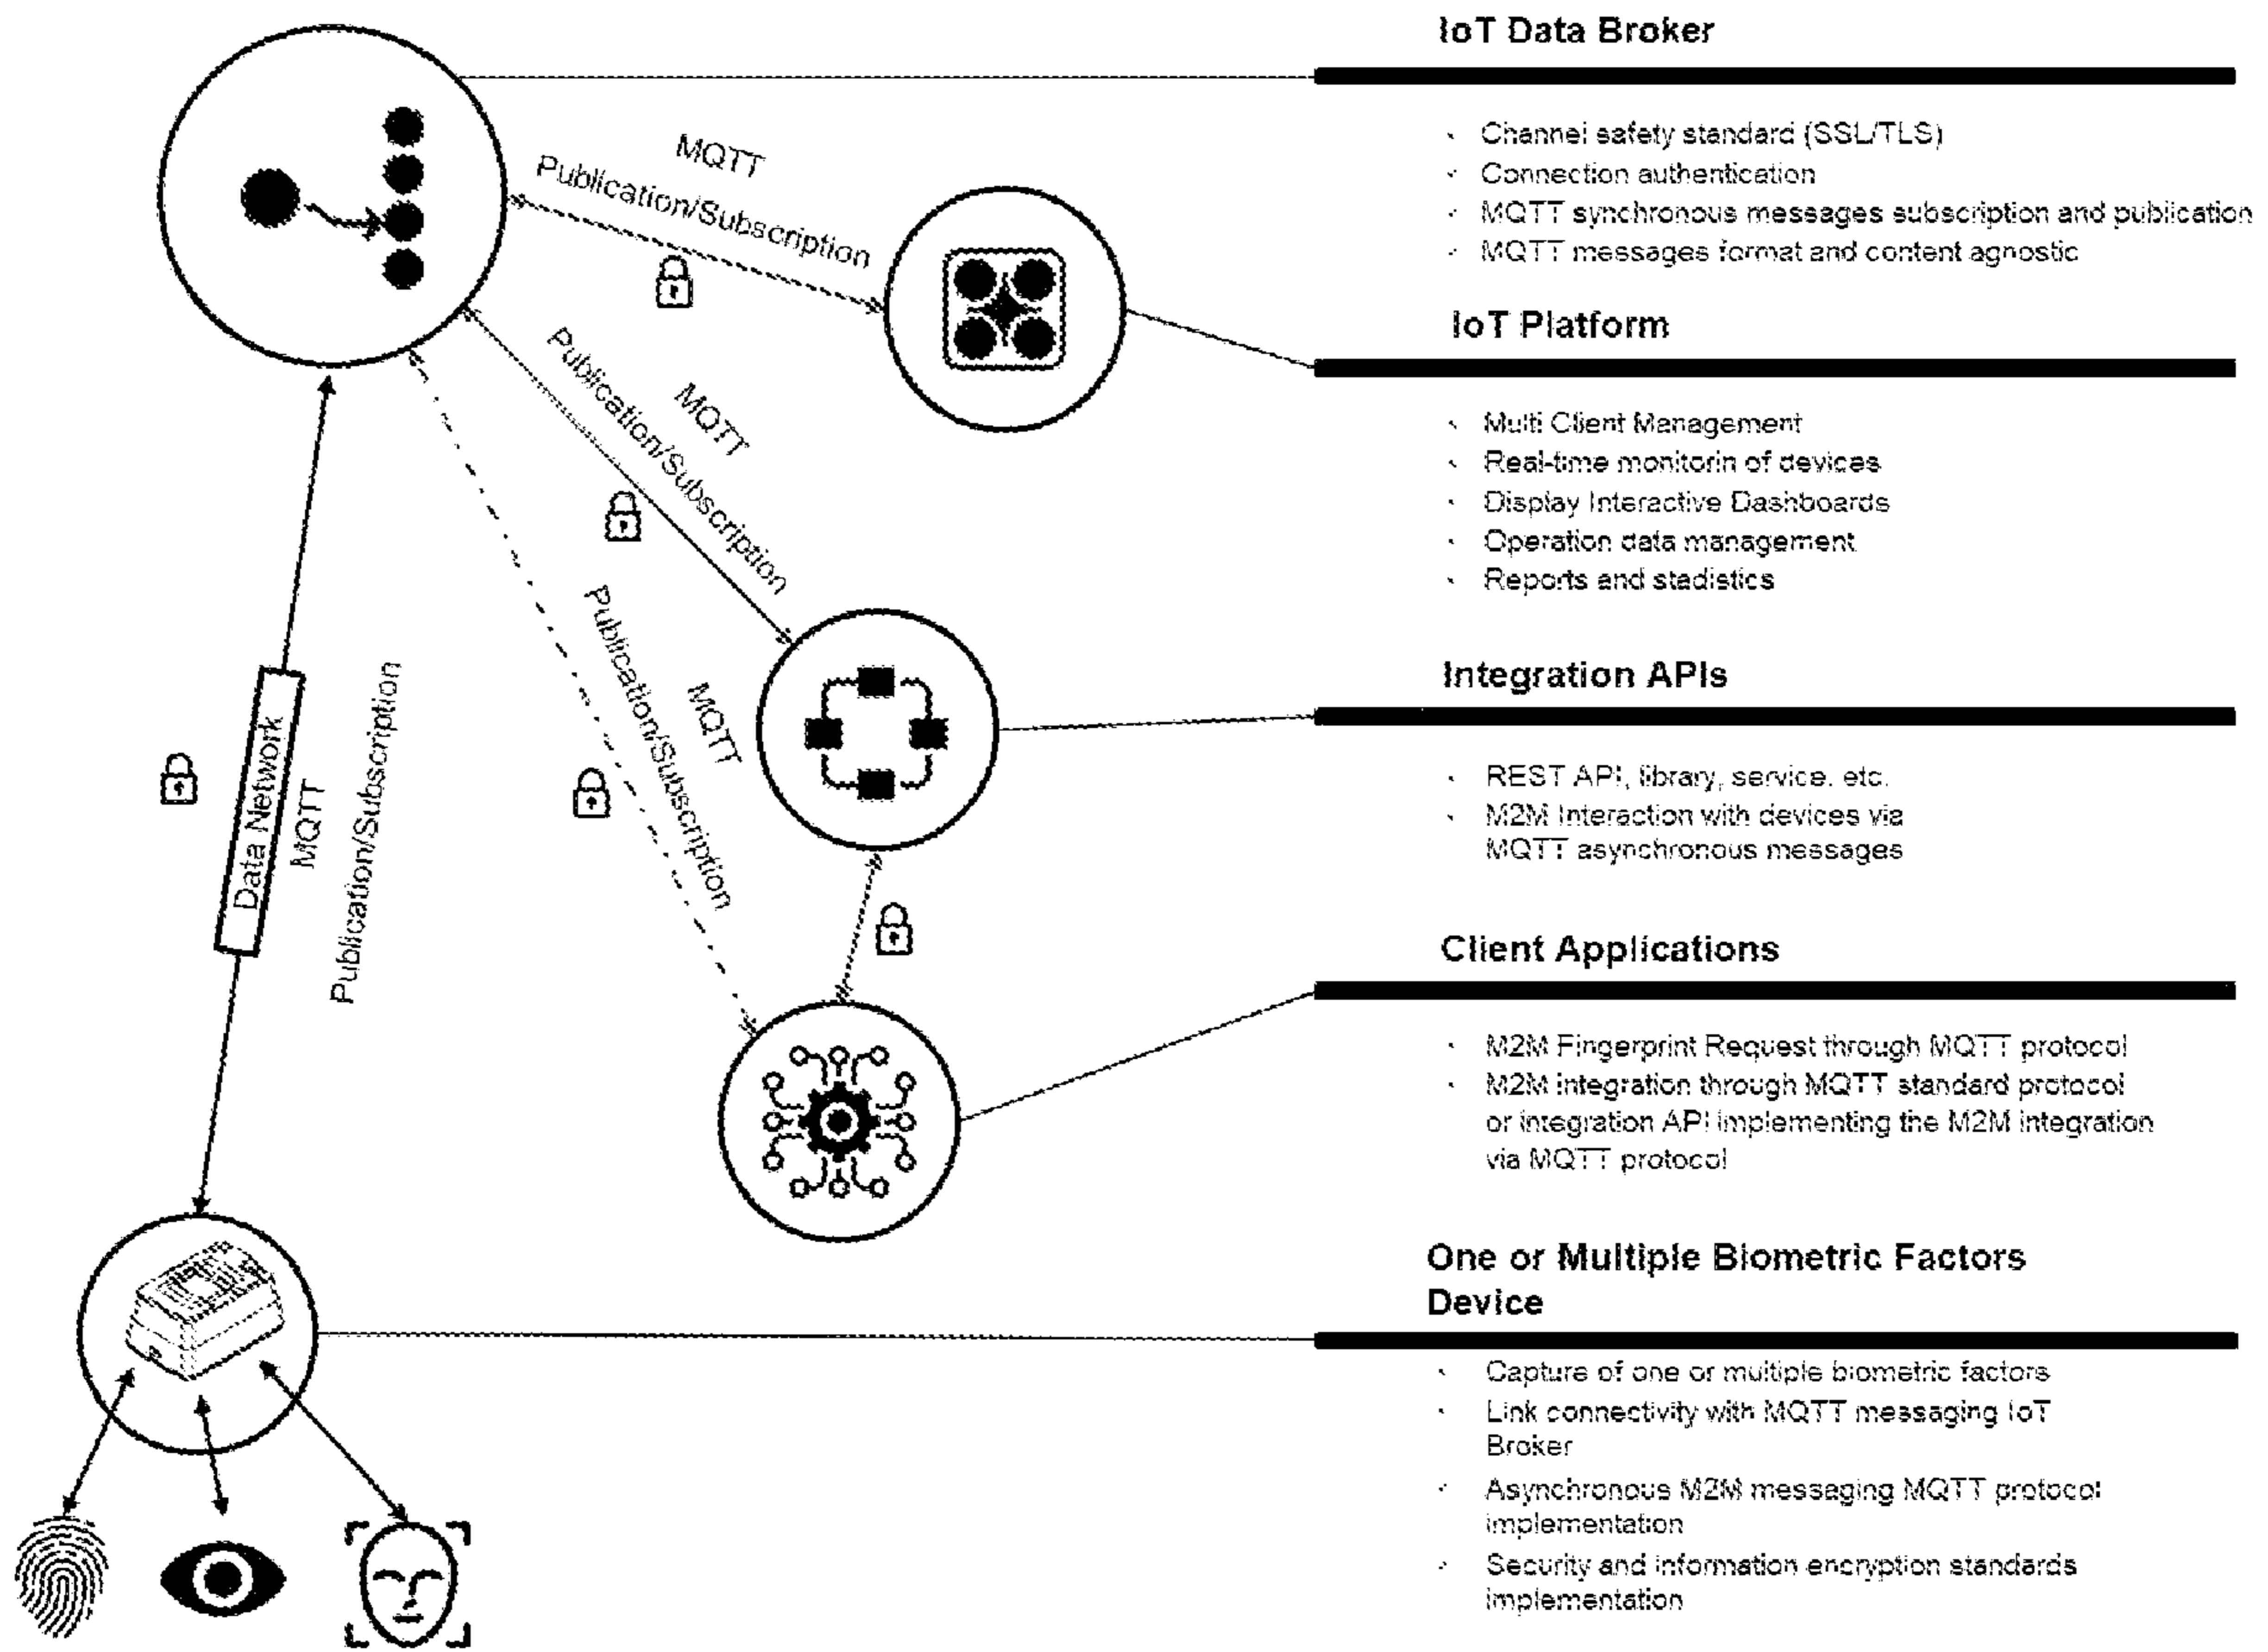 IoT Data Broker
· Channel safety standard (SSL/TLS)
· Connection authentication
· MQTT synchronous messages subscription and publication
· MQTT messages format and content agnostic
MQTT
Publication/Subscription
IoT Platform
· Multi Client Management
· Real-time monitorin of devices
· Display Interactive Dashboards
· Operation data management
· Reports and stadistics
MQTT
Publication/Subscription
Integration APIs
· REST API, library, service, etc.
· M2M Interaction with devices via
MQTT asynchronous messages
MQTT
Publication/Subscription
Data Network
MQTT
Publication/Subscription
Client Applications
· M2M Fingerprint Request through MQTT protocol
· M2M integration through MQTT standard protocol
or integration API implementing the M2M integration
via MQTT protocol
One or Multiple Biometric Factors
Device
· Capture of one or multiple biometric factors
· Link connectivity with MQTT messaging IoT
Broker
· Asynchronous M2M messaging MQTT protocol
implementation
· Security and information encryption standards
implementation